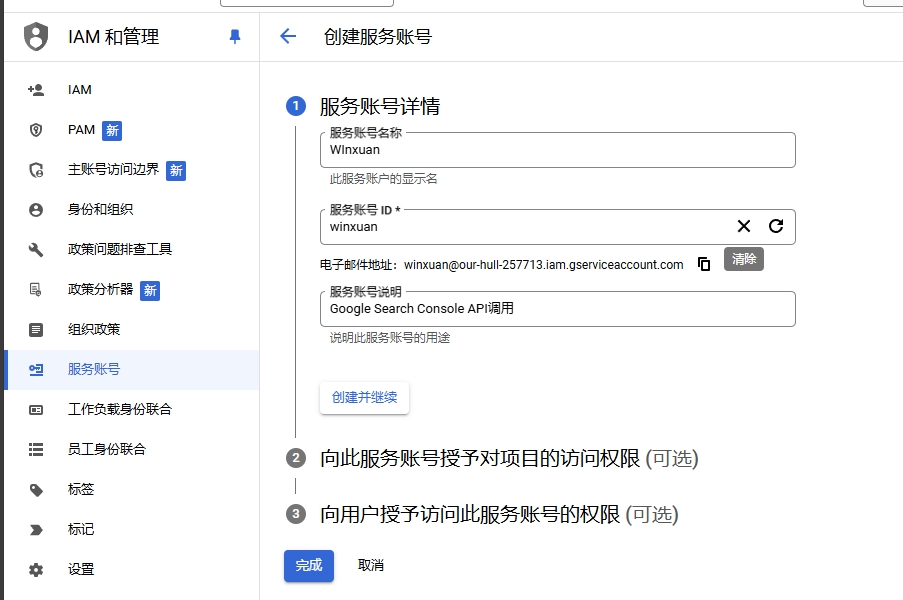 IAM 和管理
创建服务账号
IAM
PAM 新
主账号访问边界 新
身份和组织
政策问题排查工具
政策分析器 新
组织政策
服务账号
工作负载身份联合
员工身份联合
标签
标记
设置
1 服务账号详情
服务账号名称
WInxuan
此服务账户的显示名
服务账号 ID *
winxuan
电子邮件地址：winxuan@our-hull-257713.iam.gserviceaccount.com
清除
服务账号说明
Google Search Console API调用
说明此服务账号的用途
创建并继续
2 向此服务账号授予对项目的访问权限 (可选)
3 向用户授予访问此服务账号的权限 (可选)
完成 取消